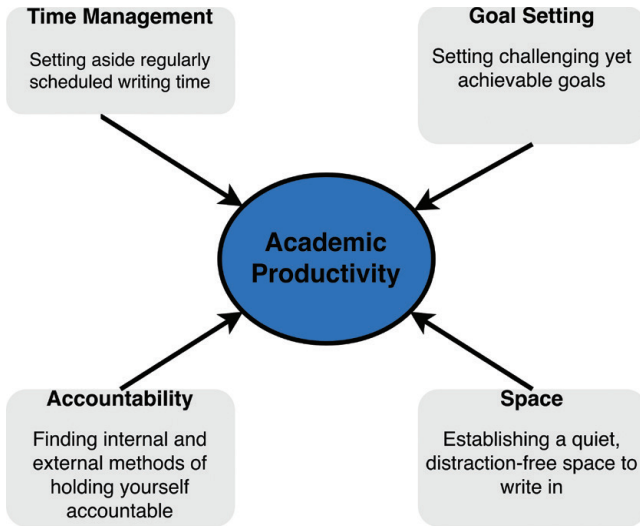 Time Management
Setting aside regularly
scheduled writing time
Goal Setting
Setting challenging yet
achievable goals
Academic
Productivity
Accountability
Finding internal and
external methods of
holding yourself
accountable
Space
Establishing a quiet,
distraction-free space to
write in